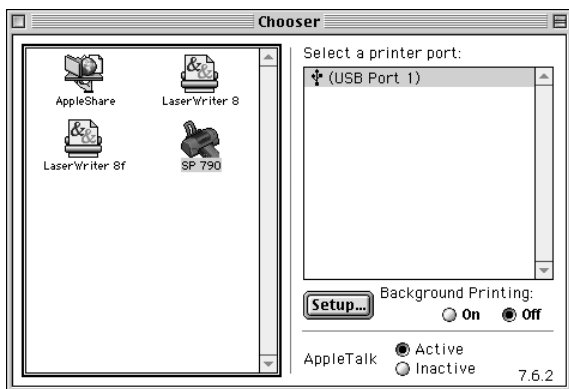 Chooser
AppleShare
LaserWriter 8
LaserWriter 8f
SP 790
Select a printer port:
(USB Port 1)
Setup...
Background Printing:
On Off
AppleTalk
Active
Inactive
7.6.2